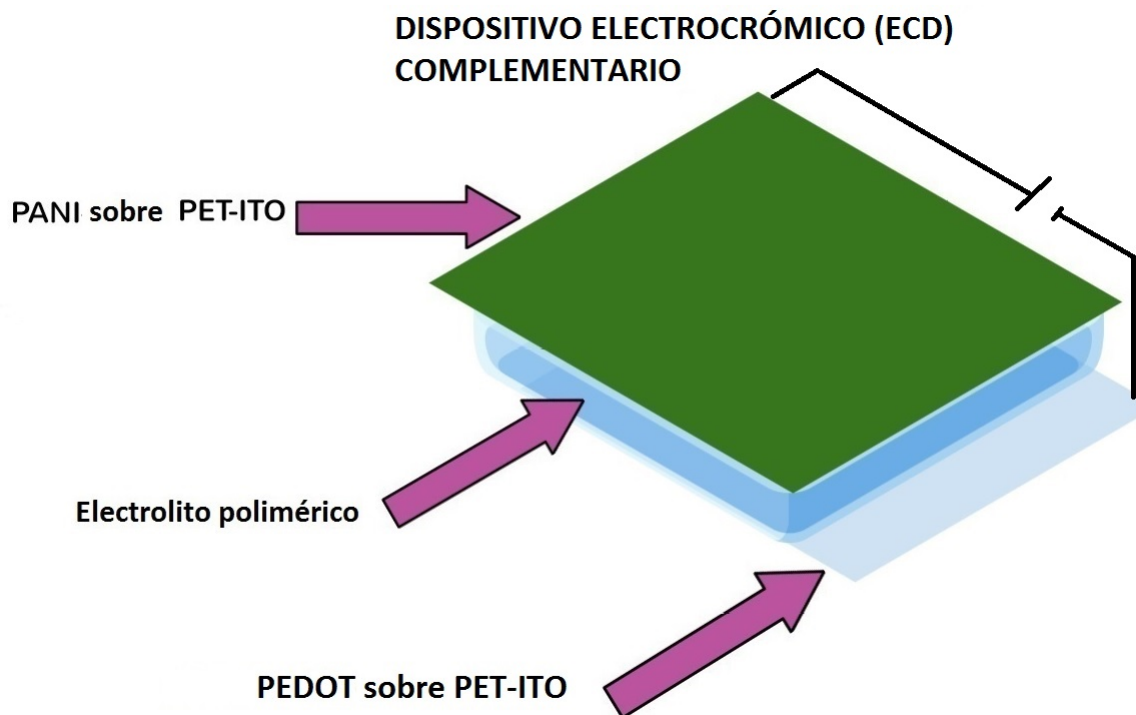 DISPOSITIVO ELECTROCRÓMICO (ECD)
COMPLEMENTARIO
PANI sobre PET-ITO
Electrolito polimérico
PEDOT sobre PET-ITO